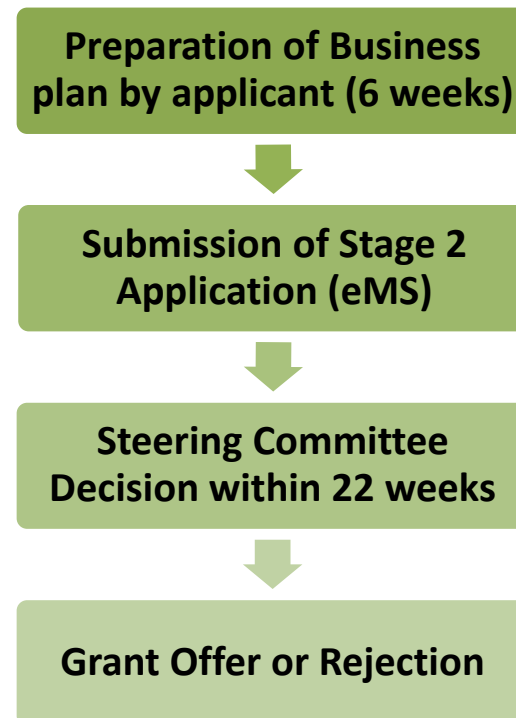 Preparation of Business
plan by applicant (6 weeks)
Submission of Stage 2
Application (eMS)
Steering Committee
Decision within 22 weeks
Grant Offer or Rejection